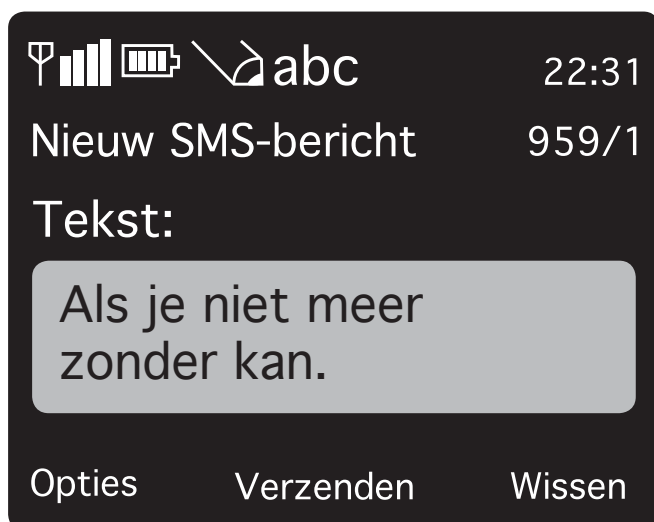 abc 22:31
Nieuw SMS-bericht 959/1
Tekst:
Als je niet meer
zonder kan.
Opties Verzenden Wissen